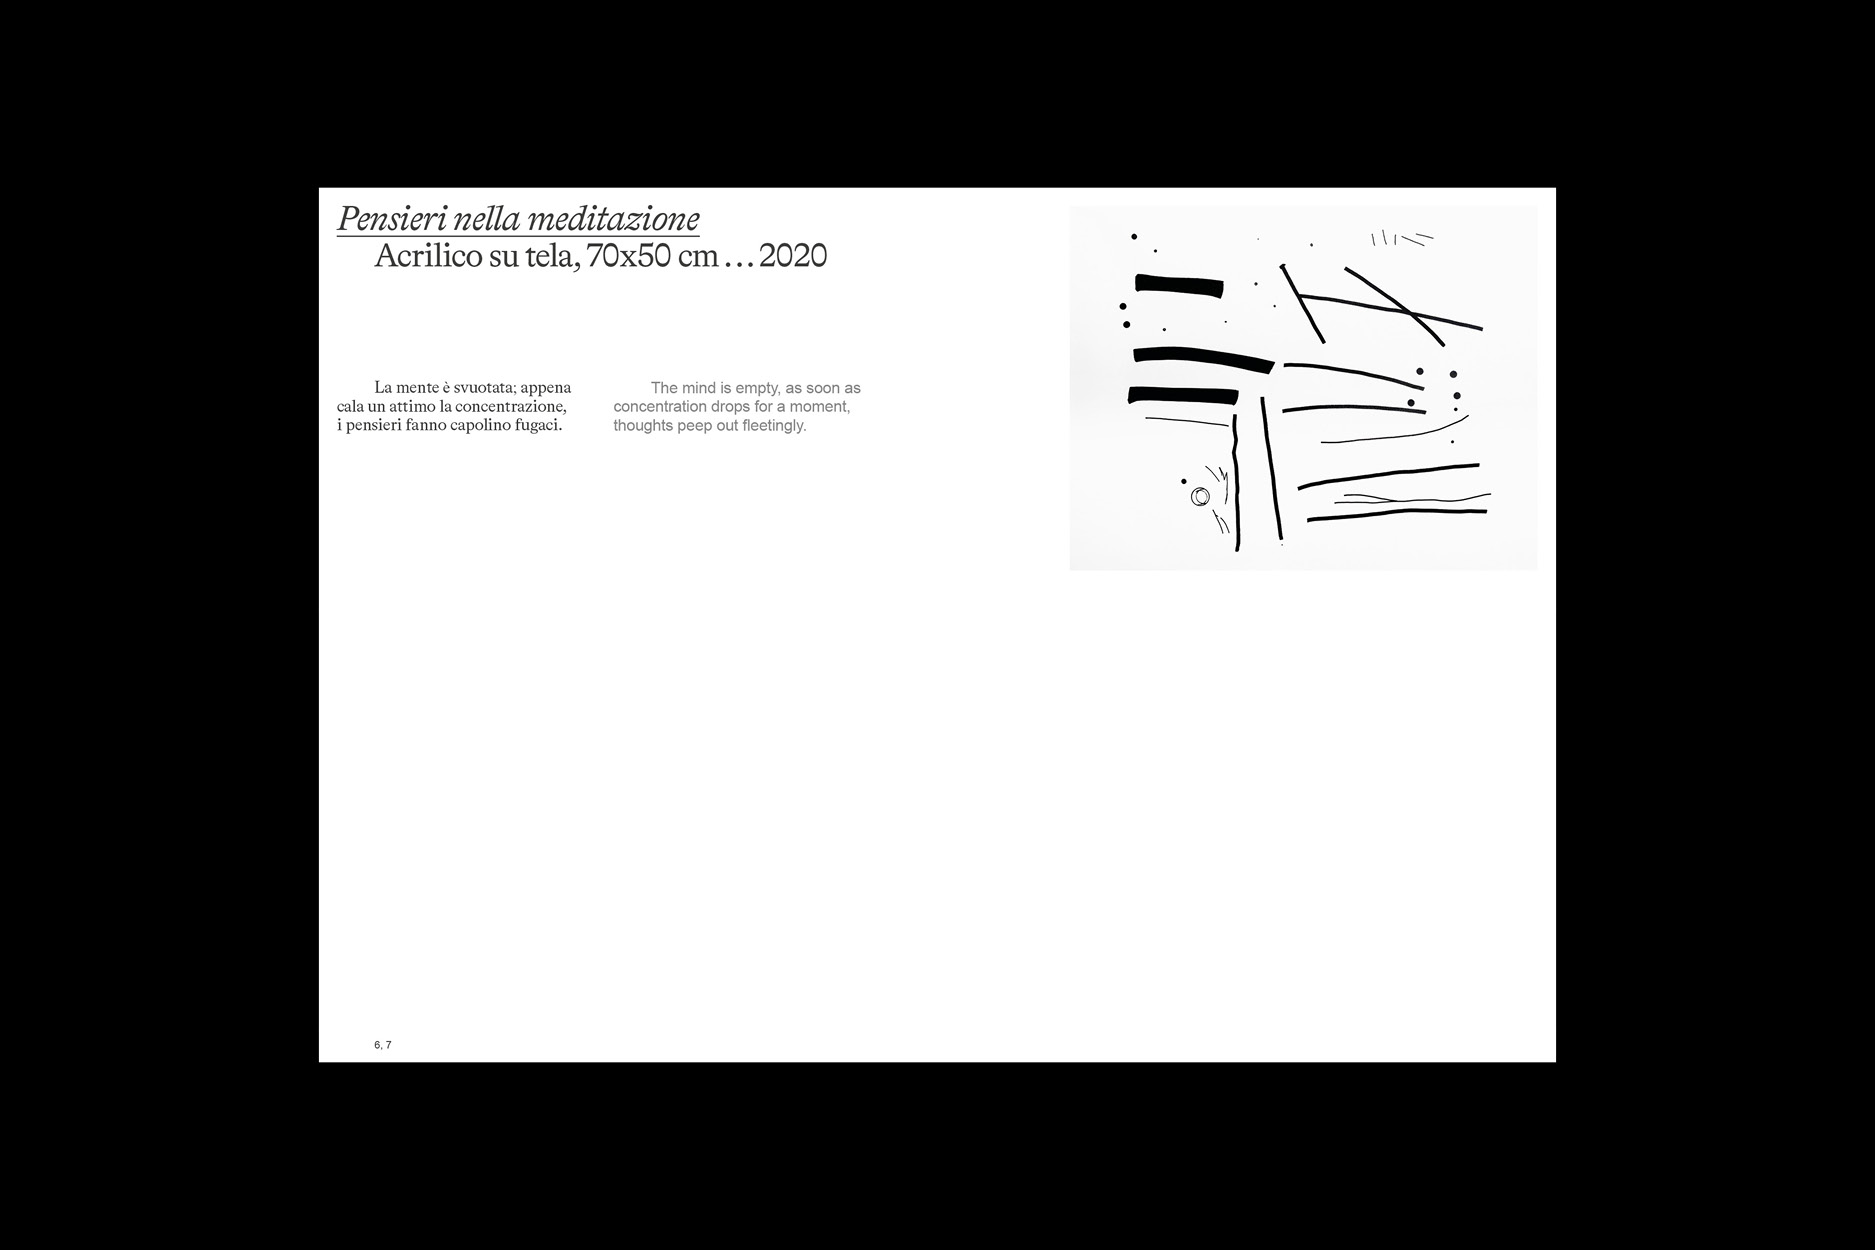 Pensieri nella meditazione
Acrilico su tela, 70x50 cm … 2020
La mente è svuotata; appena
cala un attimo la concentrazione,
i pensieri fanno capolino fugaci.
The mind is empty, as soon as
concentration drops for a moment,
thoughts peep out fleetingly.
6, 7